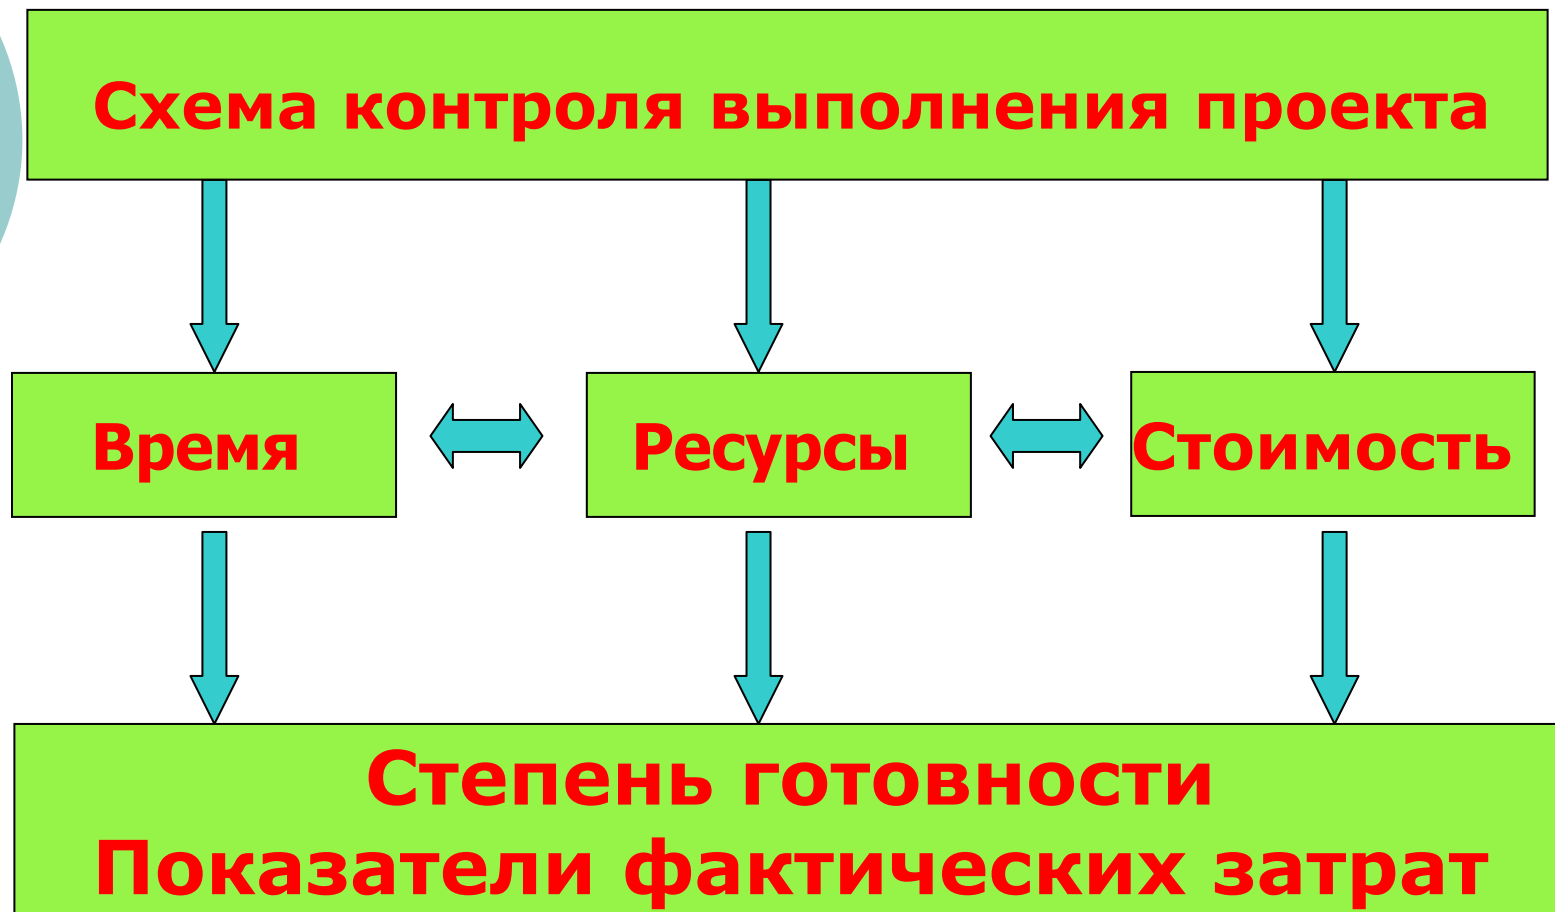 Схема контроля выполнения проекта
Время
Ресурсы
Стоимость
Степень готовности
Показатели фактических затрат